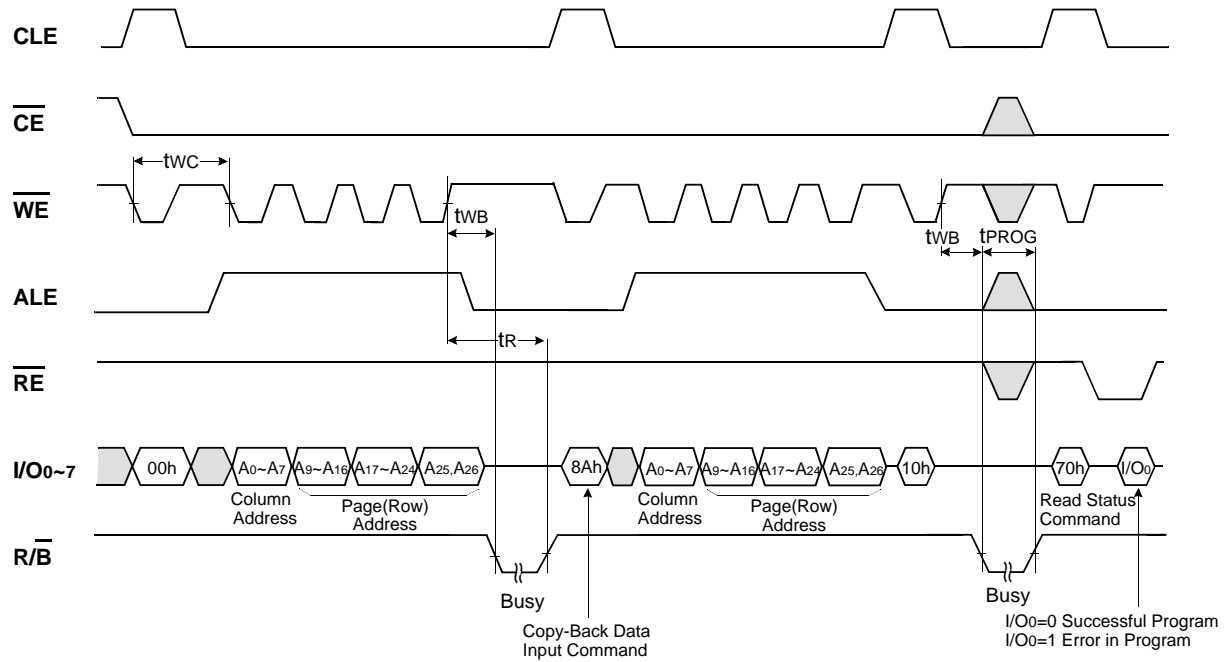 CLE
CE
tWC
WE
tWB
tWB
tPROG
ALE
tR
RE
I/O0~7
00h
A0~A7
A9~A16
A17~A24
A25,A26
8Ah
A0~A7
A9~A16
A17~A24
A25,A26
10h
70h
I/O0
Column
Address
Page(Row)
Address
Column
Address
Page(Row)
Address
Read Status
Command
R/B
Busy
Busy
Copy-Back Data
Input Command
I/O0=0 Successful Program
I/O0=1 Error in Program